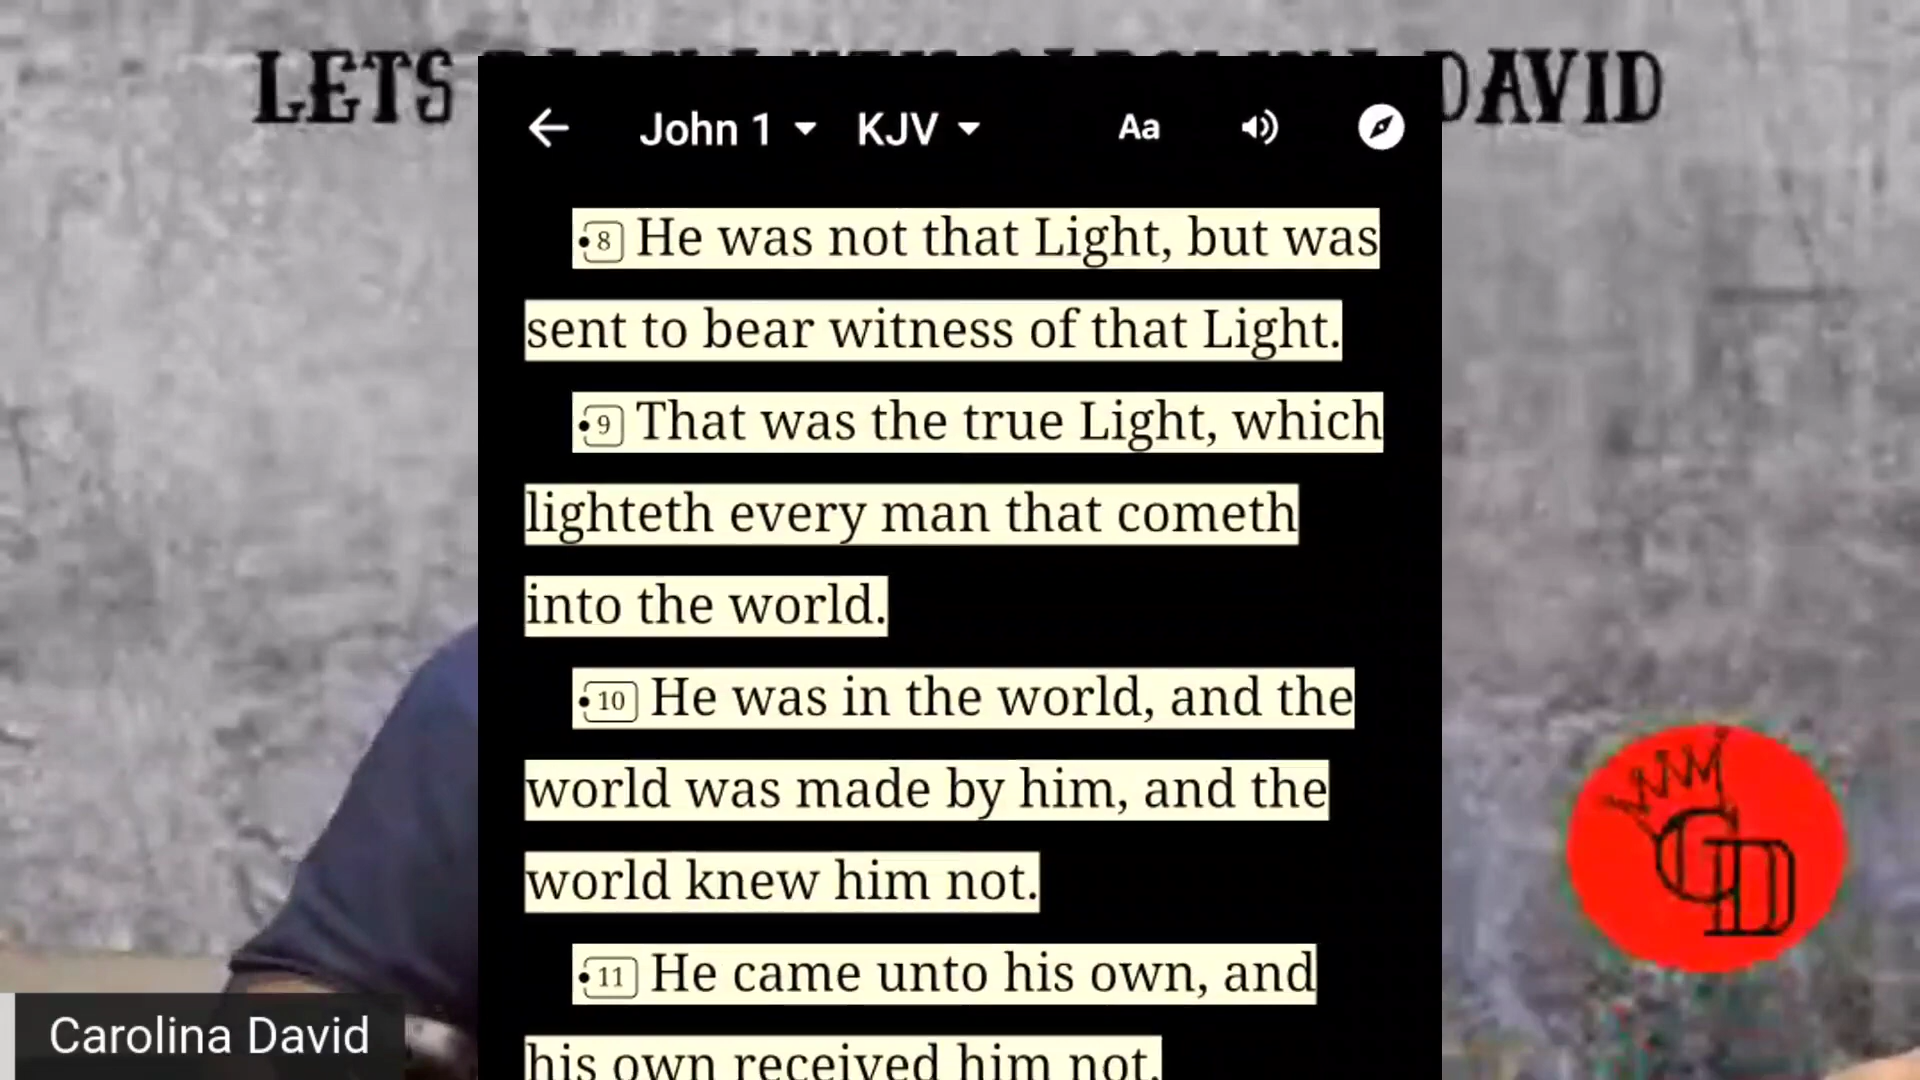 LETS DAVID
John 1 KJV Aa
8 He was not that Light, but was
sent to bear witness of that Light.
9 That was the true Light, which
lighteth every man that cometh
into the world.
10 He was in the world, and the
world was made by him, and the
world knew him not.
11 He came unto his own, and
his own received him not.
CD
Carolina David